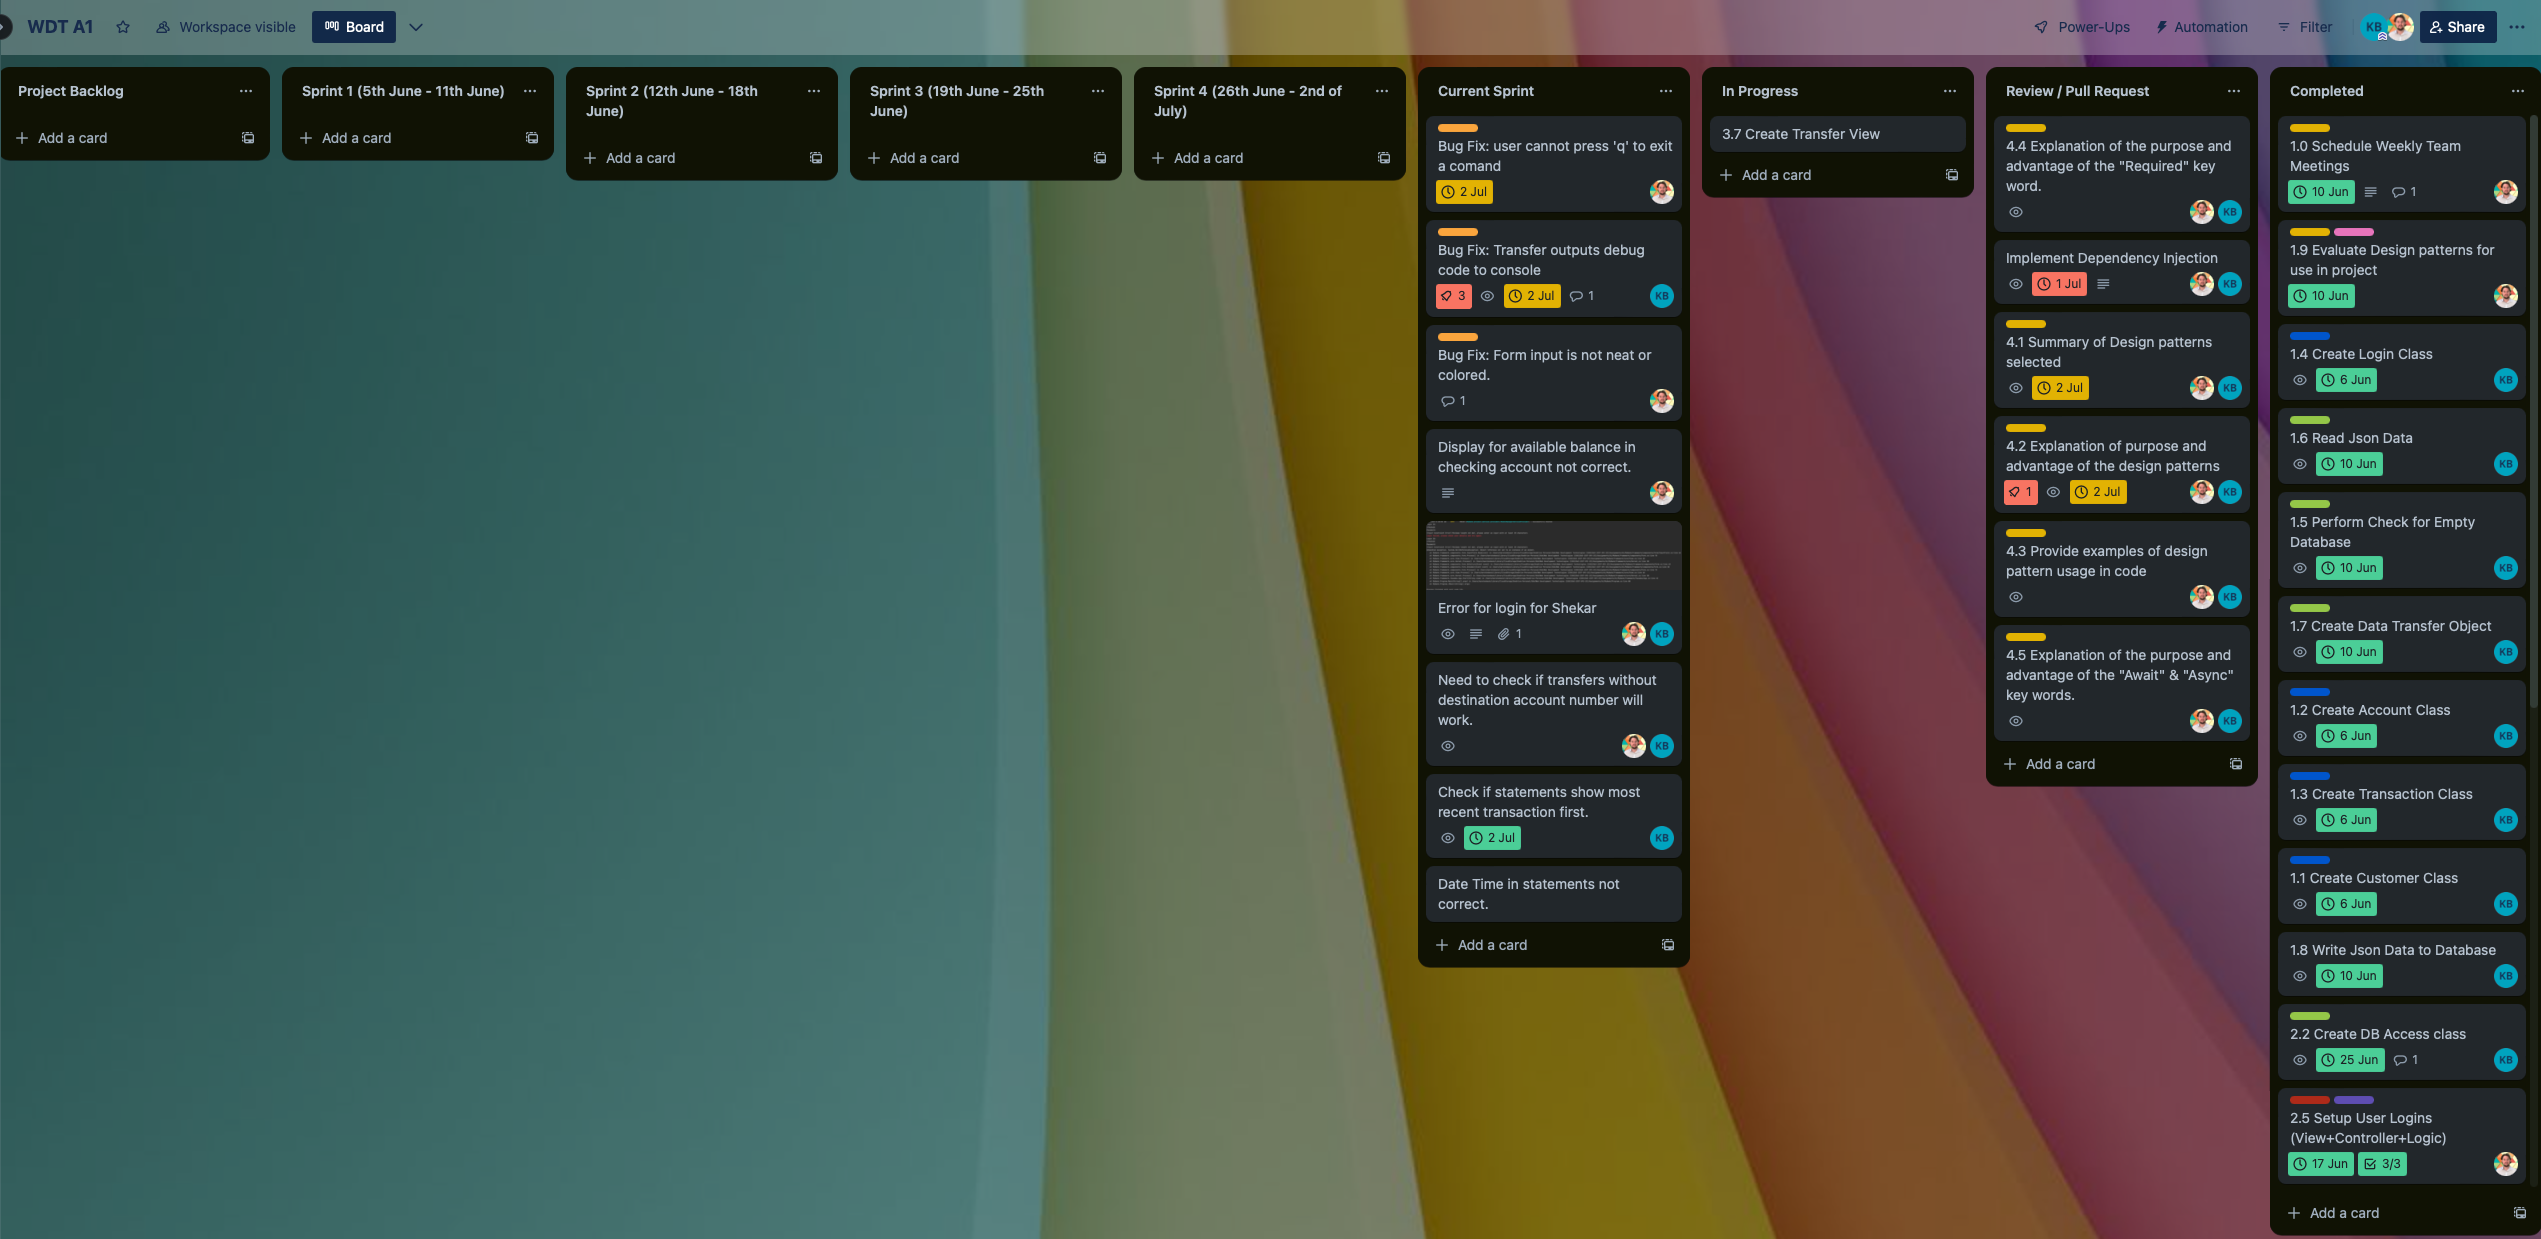 WDT A1
Workspace visible
Board
Power-Ups
Automation
Filter
KB
Share
Project Backlog
Add a card
Sprint 1 (5th June - 11th June)
Add a card
Sprint 2 (12th June - 18th
June)
Add a card
Sprint 3 (19th June - 25th
June)
Add a card
Sprint 4 (26th June - 2nd of
July)
Add a card
Current Sprint
Bug Fix: user cannot press 'q' to exit
a comand
2 Jul
Bug Fix: Transfer outputs debug
code to console
3
2 Jul
1
KB
Bug Fix: Form input is not neat or
colored.
1
Display for available balance in
checking account not correct.
Error for login for Shekar
1
KB
Need to check if transfers without
destination account number will
work.
KB
Check if statements show most
recent transaction first.
2 Jul
KB
Date Time in statements not
correct.
Add a card
In Progress
3.7 Create Transfer View
Add a card
Review / Pull Request
4.4 Explanation of the purpose and
advantage of the "Required" key
word.
KB
Implement Dependency Injection
1 Jul
KB
4.1 Summary of Design patterns
selected
2 Jul
KB
4.2 Explanation of purpose and
advantage of the design patterns
1
2 Jul
KB
4.3 Provide examples of design
pattern usage in code
KB
4.5 Explanation of the purpose and
advantage of the "Await" & "Async"
key words.
KB
Add a card
Completed
1.0 Schedule Weekly Team
Meetings
10 Jun
1
1.9 Evaluate Design patterns for
use in project
10 Jun
1.4 Create Login Class
6 Jun
KB
1.6 Read Json Data
10 Jun
KB
1.5 Perform Check for Empty
Database
10 Jun
KB
1.7 Create Data Transfer Object
10 Jun
KB
1.2 Create Account Class
6 Jun
KB
1.3 Create Transaction Class
6 Jun
KB
1.1 Create Customer Class
6 Jun
KB
1.8 Write Json Data to Database
10 Jun
KB
2.2 Create DB Access class
25 Jun
1
KB
2.5 Setup User Logins
(View+Controller+Logic)
17 Jun
3/3
Add a card